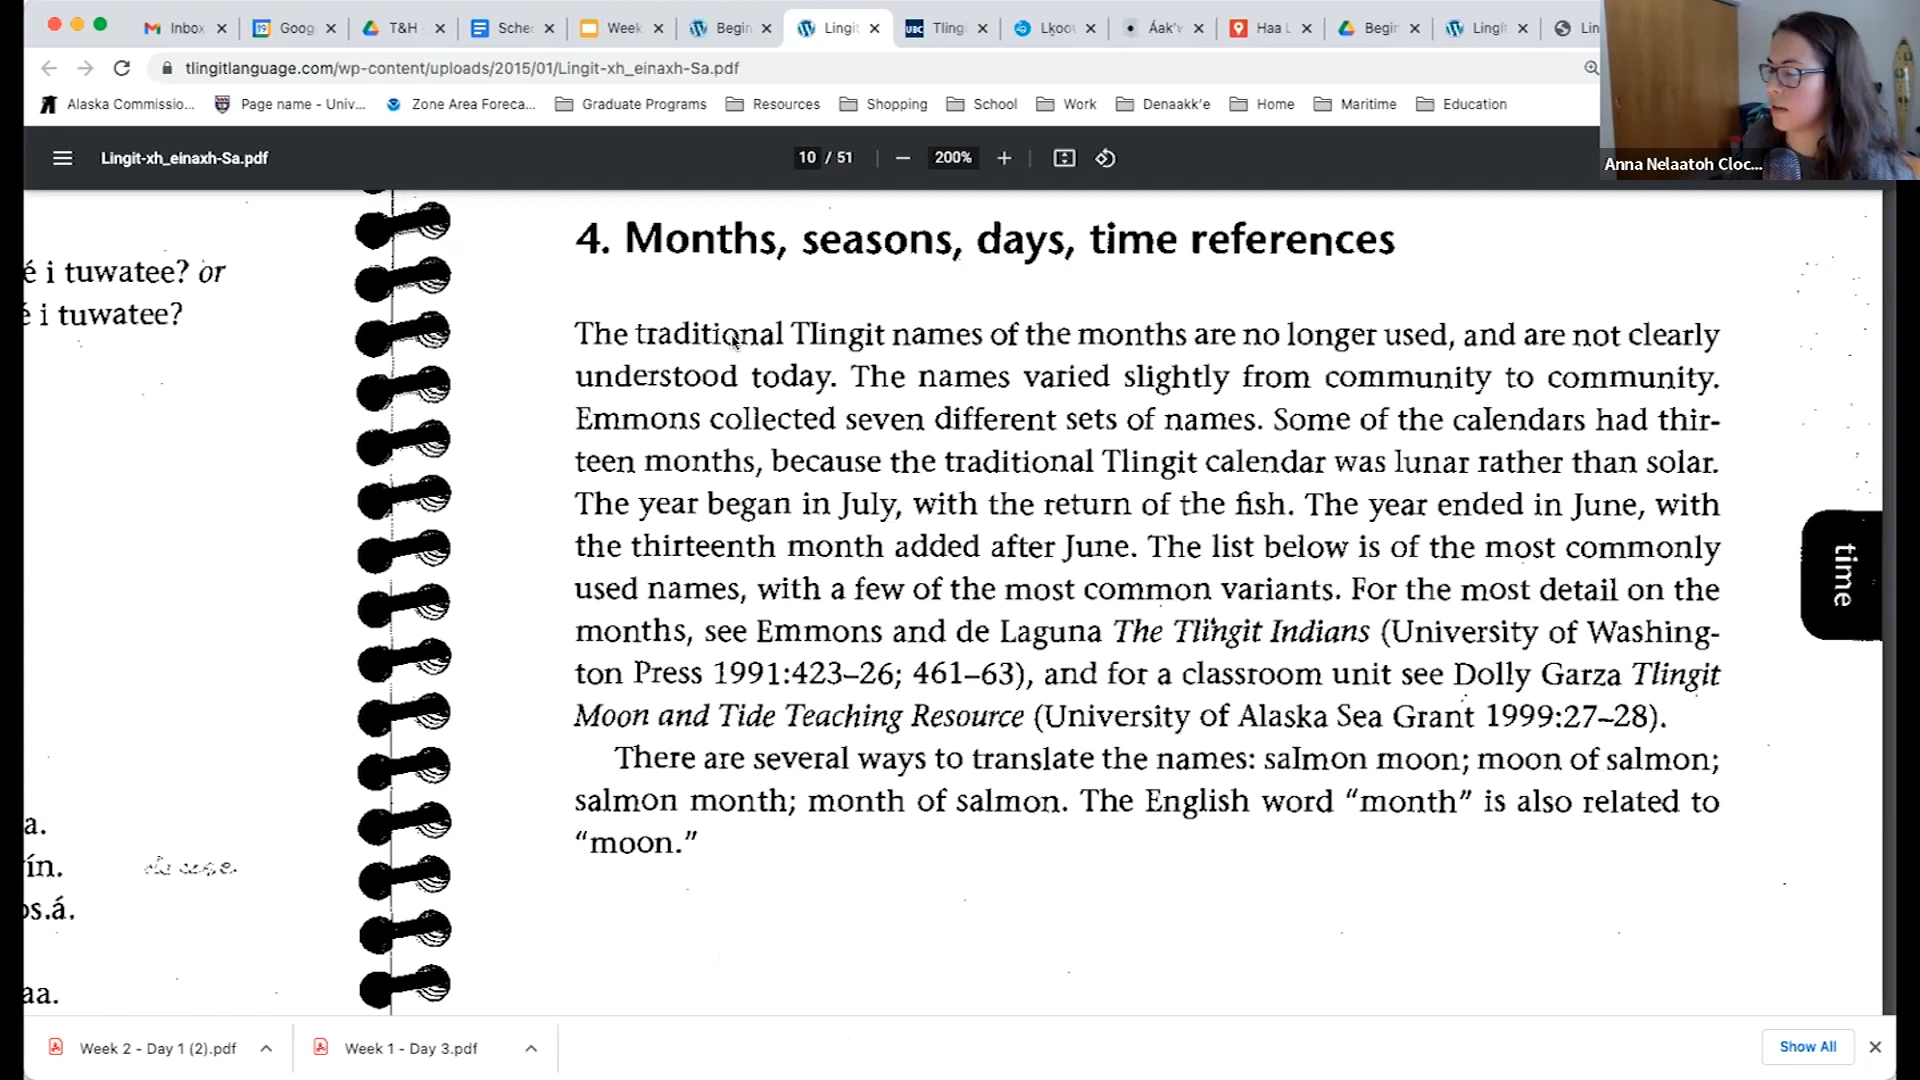 Inbox
Goog
T&H
Sche
Week
Begin
Lingit
UBC
Tling
Lḵoo
Áak'
Haa L
Begin
Lingít
Lin
tlingitlanguage.com/wp-content/uploads/2015/01/Lingit-xh_einaxh-Sa.pdf
Alaska Commissio...
Page name - Univ...
Zone Area Foreca...
Graduate Programs
Resources
Shopping
School
Work
Denaakk'e
Home
Maritime
Education
Lingit-xh_einaxh-Sa.pdf
10 / 51
200%
Anna Nelaatoh Cloc...
é i tuwatee? or
é i tuwatee?
a.
ín.
os.á.
aa.
4. Months, seasons, days, time references
The traditional Tlingit names of the months are no longer used, and are not clearly
understood today. The names varied slightly from community to community.
Emmons collected seven different sets of names. Some of the calendars had thir-
teen months, because the traditional Tlingit calendar was lunar rather than solar.
The year began in July, with the return of the fish. The year ended in June, with
the thirteenth month added after June. The list below is of the most commonly
used names, with a few of the most common variants. For the most detail on the
months, see Emmons and de Laguna The Tlingit Indians (University of Washing-
ton Press 1991:423–26; 461–63), and for a classroom unit see Dolly Garza Tlingit
Moon and Tide Teaching Resource (University of Alaska Sea Grant 1999:27–28).
There are several ways to translate the names: salmon moon; moon of salmon;
salmon month; month of salmon. The English word “month” is also related to
“moon.”
time
Week 2 - Day 1 (2).pdf
Week 1 - Day 3.pdf
Show All